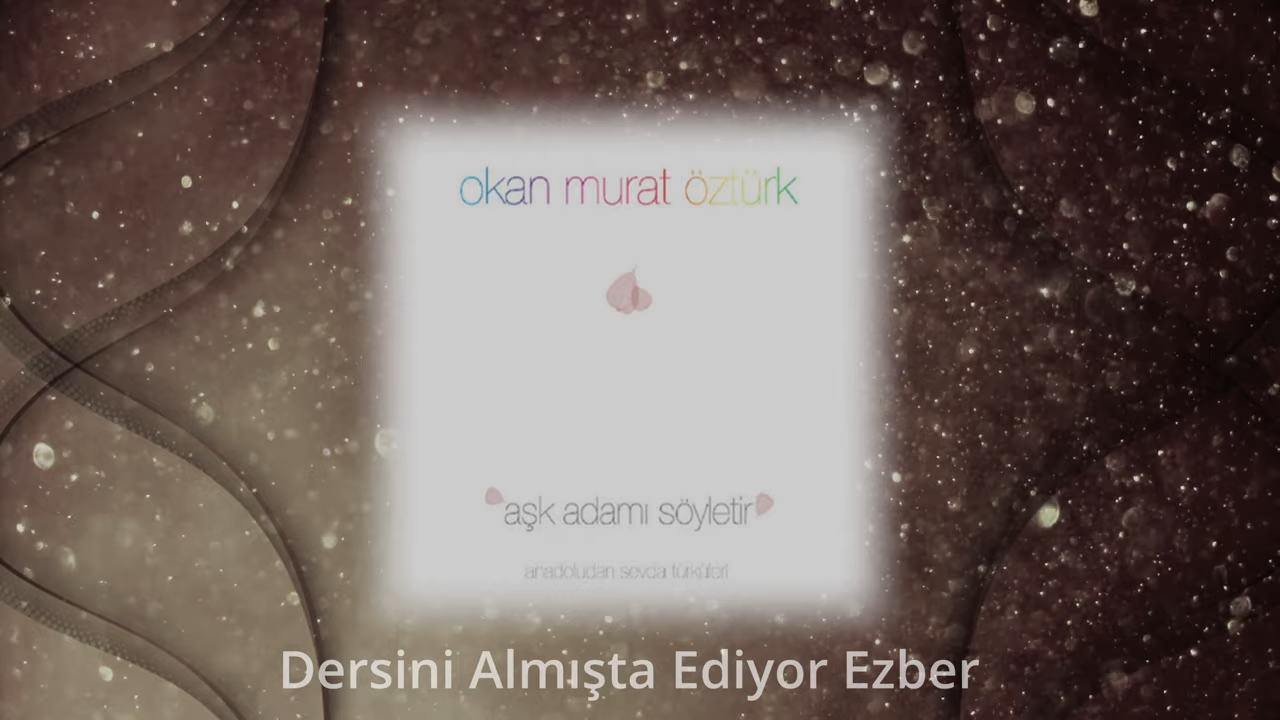 okan murat öztürk
aşk adamı söyletir
anadoludan sevda türküleri
Dersini Almışta Ediyor Ezber